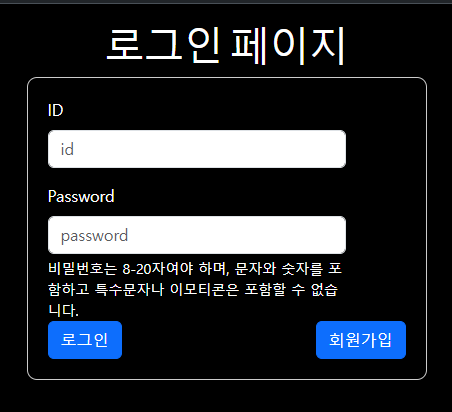 로그인 페이지
ID
id
Password
password
비밀번호는 8-20자여야 하며, 문자와 숫자를 포
함하고 특수문자나 이모티콘은 포함할 수 없습
니다.
로그인 회원가입